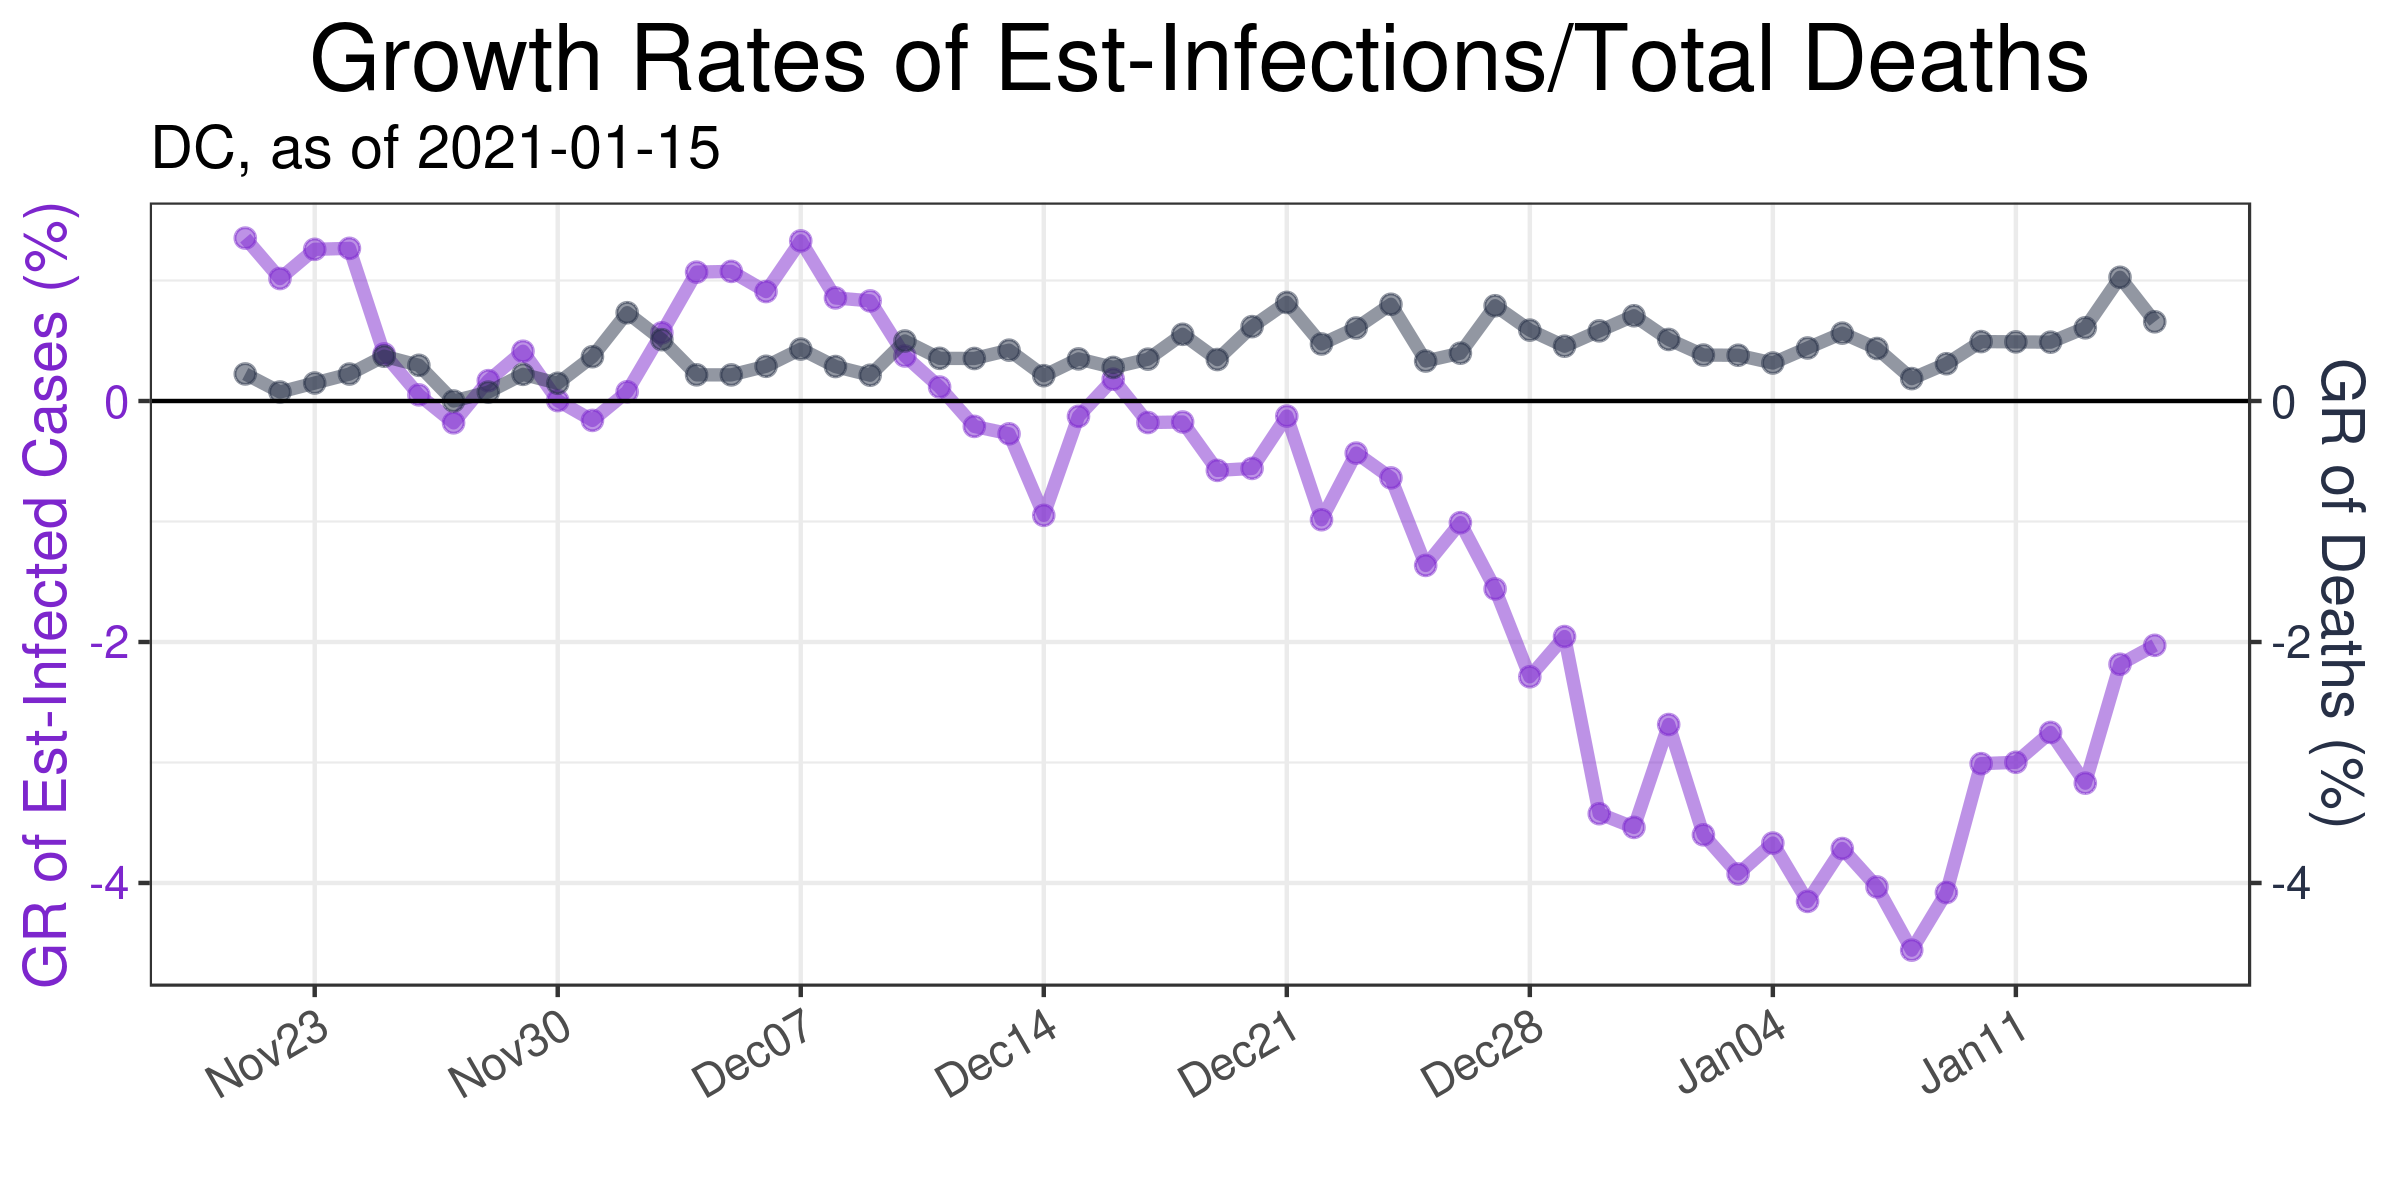 Growth Rates of Est-Infections/Total Deaths
DC, as of 2021-01-15
GR of Est-Infected Cases (%)
0
-2
-4
0
-2
-4
GR of Deaths (%)
Nov23
Nov30
Dec07
Dec14
Dec21
Dec28
Jan04
Jan11